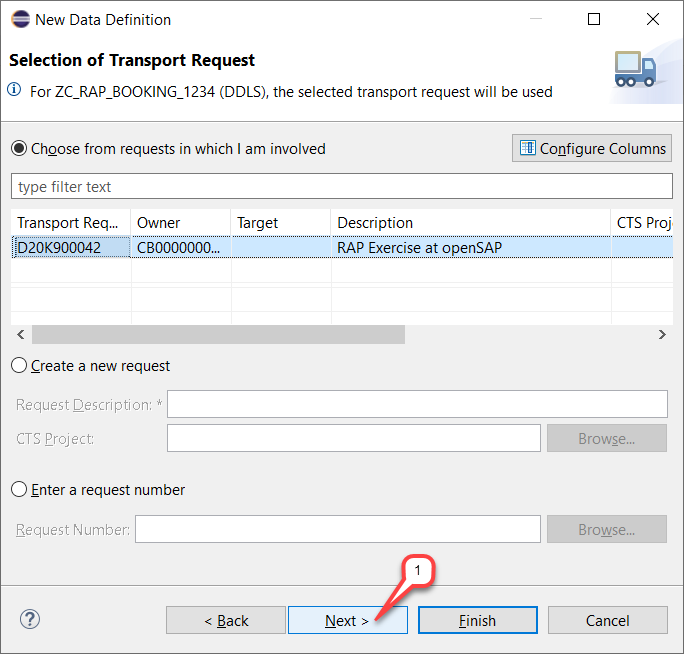 New Data Definition
Selection of Transport Request
For ZC_RAP_BOOKING_1234 (DDLS), the selected transport request will be used
Choose from requests in which I am involved
Configure Columns
type filter text
Transport Req... Owner Target Description CTS Proj
D20K900042 CB0000000... RAP Exercise at openSAP
Create a new request
Request Description: *
CTS Project: Browse...
Enter a request number
Request Number: Browse...
1
? < Back Next > Finish Cancel